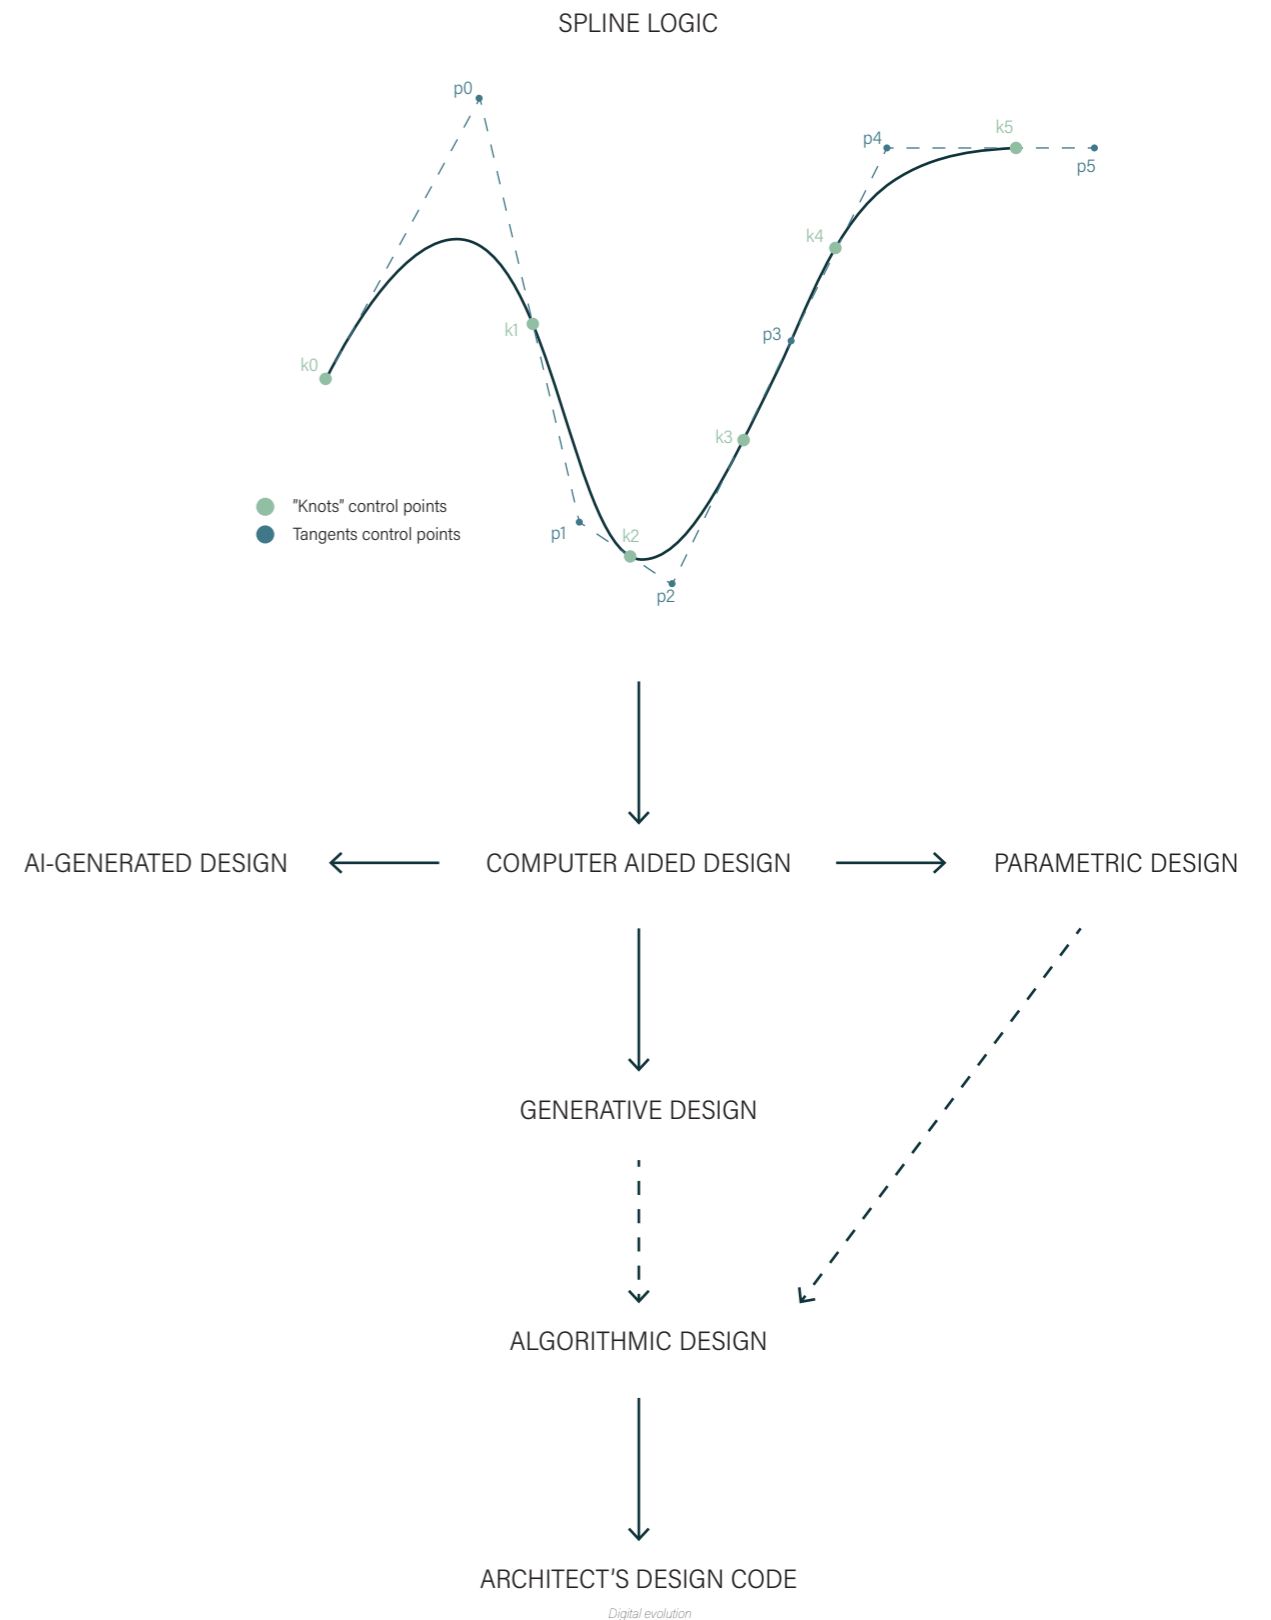 SPLINE LOGIC
p0
k5
p4
p5
k4
p3
k1
k0
k3
"Knots" control points
Tangents control points
p1
k2
p2
AI-GENERATED DESIGN
COMPUTER AIDED DESIGN
PARAMETRIC DESIGN
GENERATIVE DESIGN
ALGORITHMIC DESIGN
ARCHITECT'S DESIGN CODE
Digital evolution